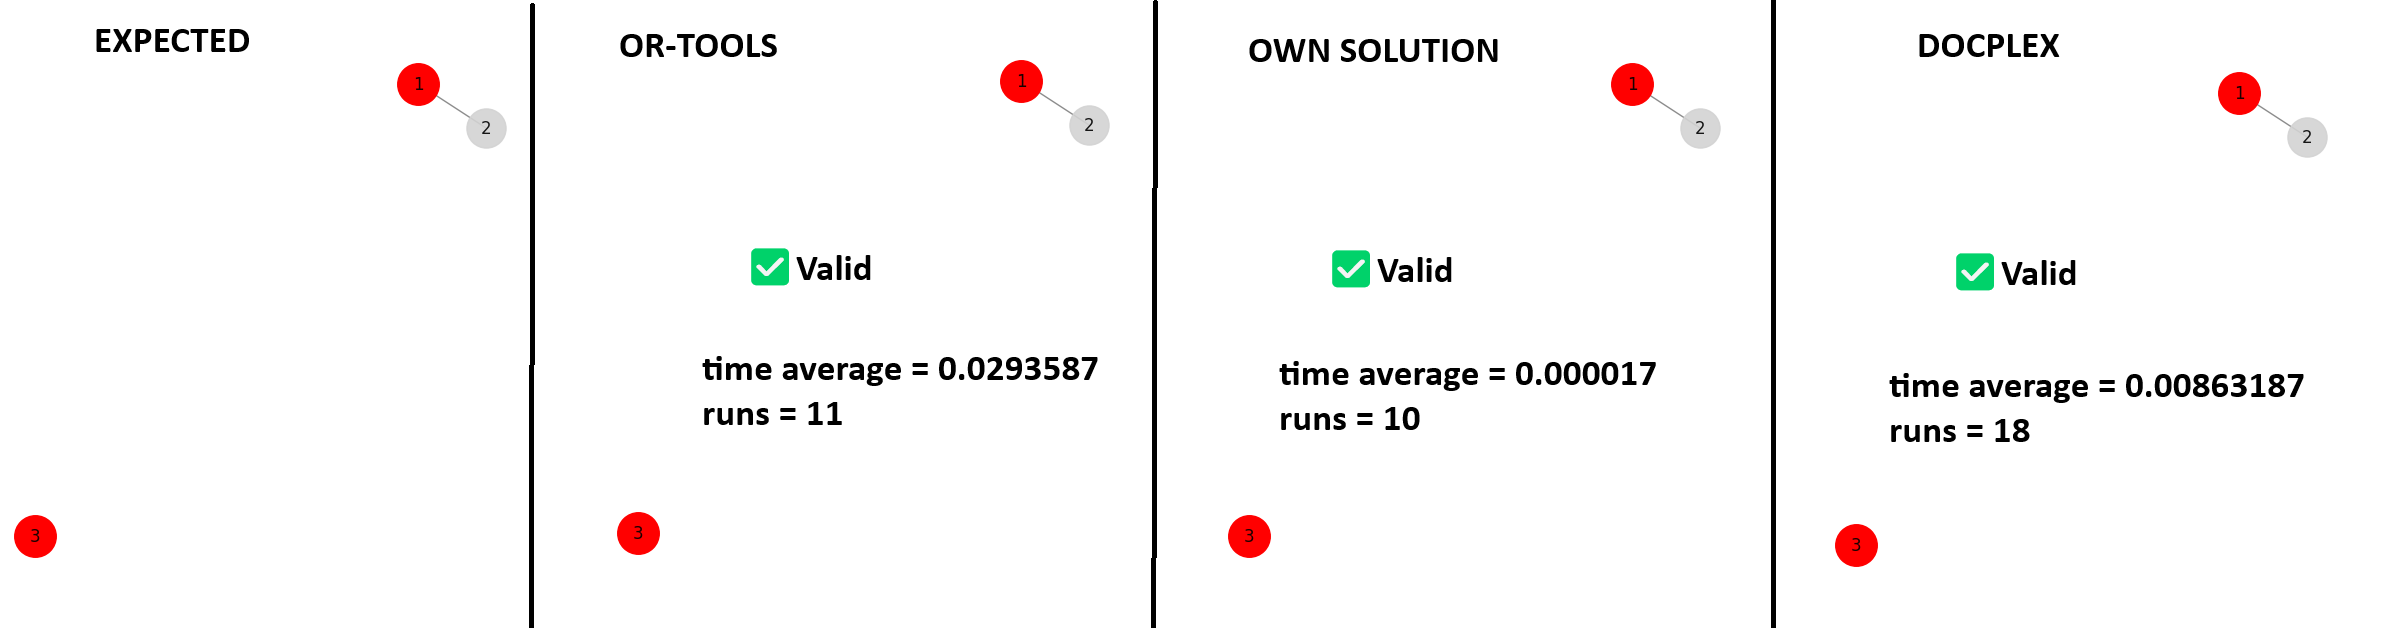 EXPECTED
1
2
3
OR-TOOLS
1
2
Valid
time average = 0.0293587
runs = 11
3
OWN SOLUTION
1
2
Valid
time average = 0.000017
runs = 10
3
DOCPLEX
1
2
Valid
time average = 0.00863187
runs = 18
3